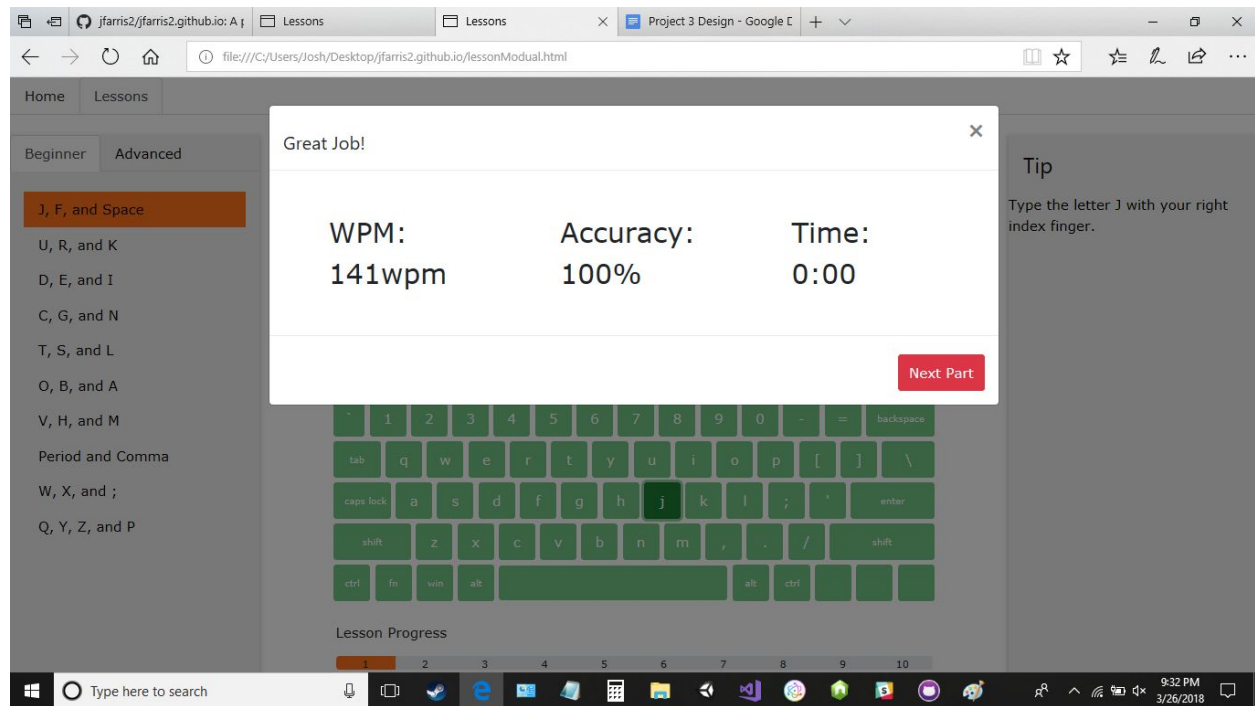 jfarris2/jfarris2.github.io: A p
Lessons
Lessons
Project 3 Design - Google D
file:///C:/Users/Josh/Desktop/jfarris2.github.io/lessonModual.html
Home Lessons
Great Job!
×
Beginner Advanced
Tip
Type the letter J with your right
index finger.
J, F, and Space
U, R, and K
D, E, and I
C, G, and N
T, S, and L
O, B, and A
V, H, and M
Period and Comma
W, X, and ;
Q, Y, Z, and P
WPM: Accuracy: Time:
141wpm 100% 0:00
Next Part
` 1 2 3 4 5 6 7 8 9 0 - = backspace
tab q w e r t y u i o p [ ] \
caps lock a s d f g h j k l ; ' enter
shift z x c v b n m , . / shift
ctrl fn win alt alt ctrl
Lesson Progress
1 2 3 4 5 6 7 8 9 10
Type here to search
9:32 PM
3/26/2018